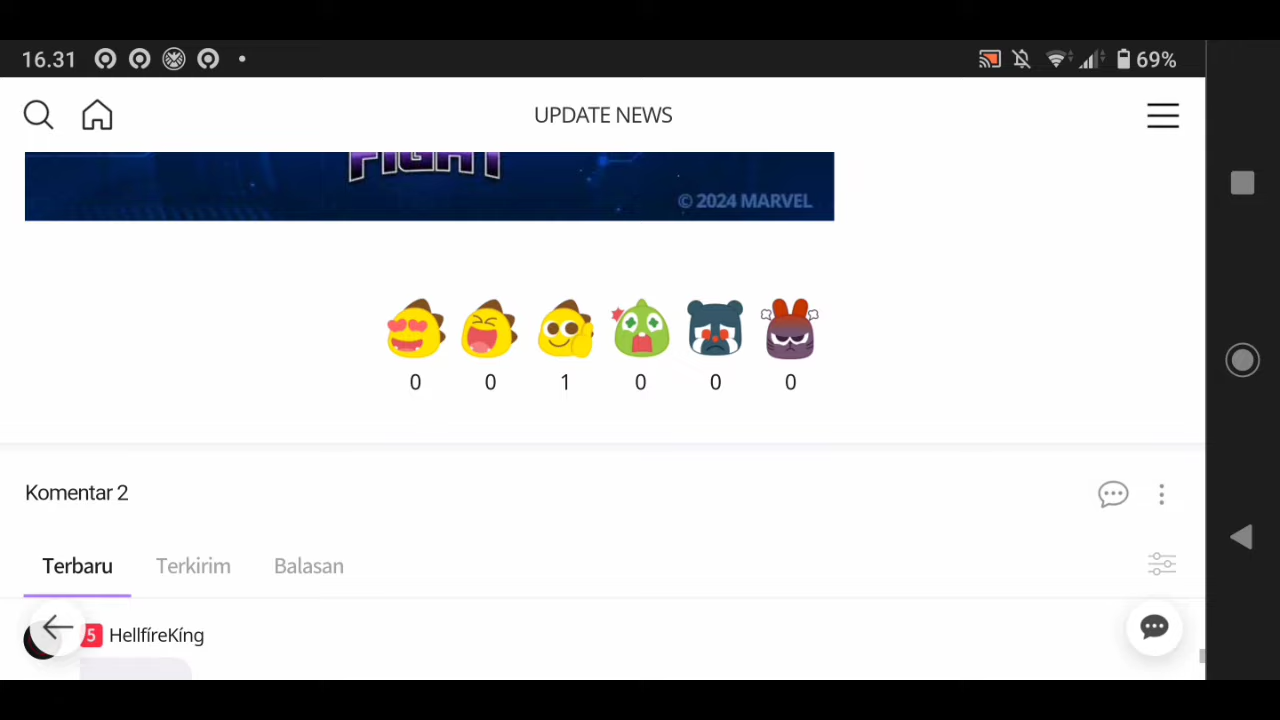 16.31
69%
UPDATE NEWS
FIGHT
© 2024 MARVEL
0 0 1 0 0 0
Komentar 2
Terbaru Terkirim Balasan
5 HellfíreKíng